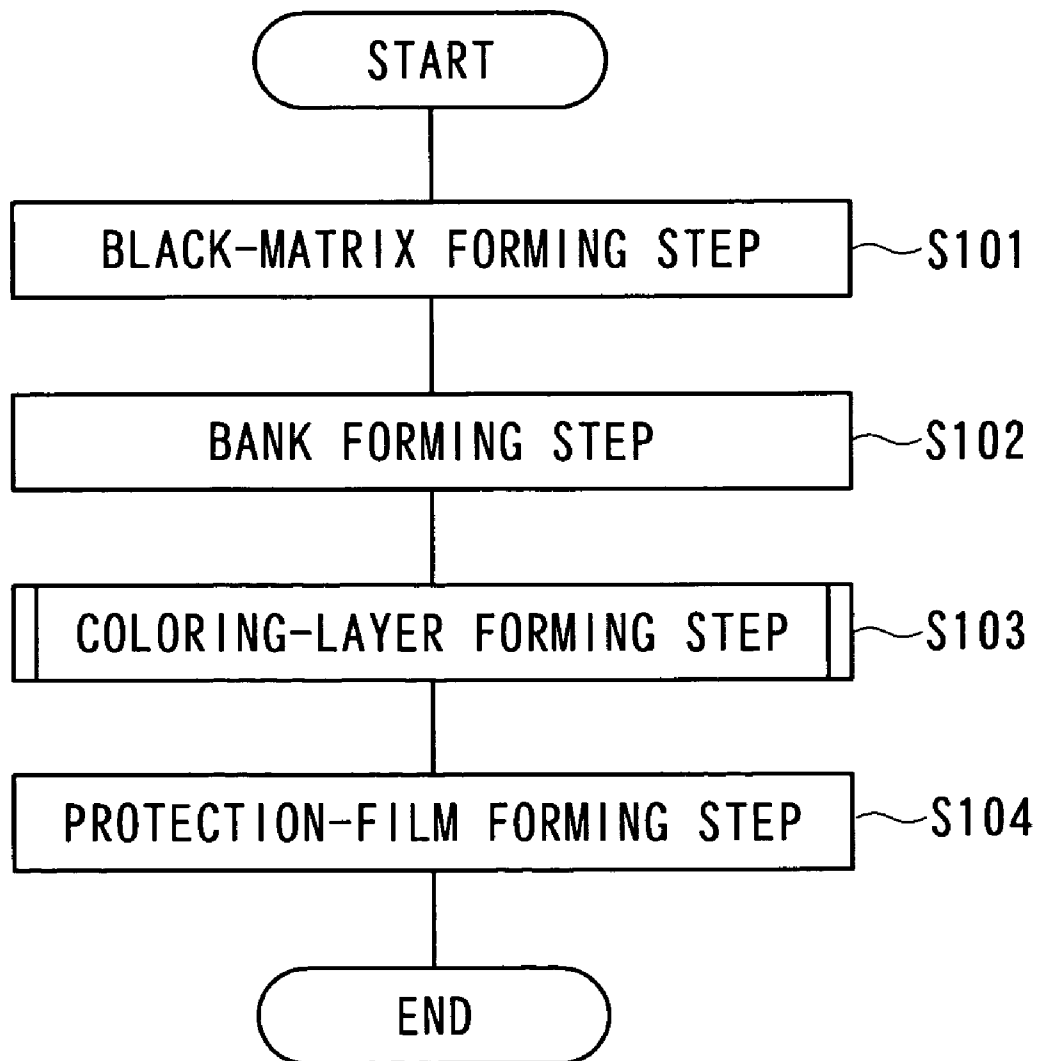 START
BLACK-MATRIX FORMING STEP S101
BANK FORMING STEP S102
COLORING-LAYER FORMING STEP S103
PROTECTION-FILM FORMING STEP S104
END